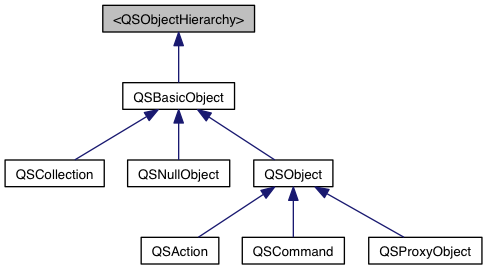 <QSObjectHierarchy>
QSBasicObject
QSCollection
QSNullObject
QSObject
QSAction
QSCommand
QSProxyObject